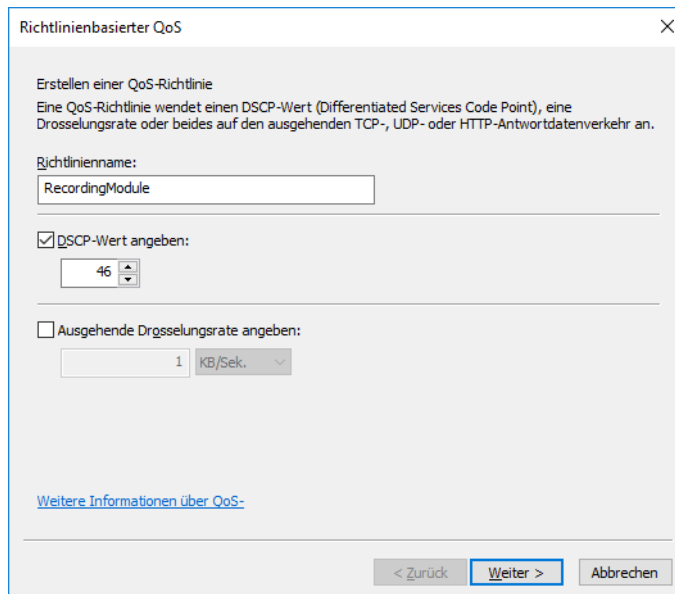 Richtlinienbasierter QoS
Erstellen einer QoS-Richtlinie
Eine QoS-Richtlinie wendet einen DSCP-Wert (Differentiated Services Code Point), eine
Drosselungsrate oder beides auf den ausgehenden TCP-, UDP- oder HTTP-Antwortdatenverkehr an.
Richtlinienname:
RecordingModule
DSCP-Wert angeben:
46
Ausgehende Drosselungsrate angeben:
1 KB/Sek.
Weitere Informationen über QoS-
< Zurück Weiter > Abbrechen